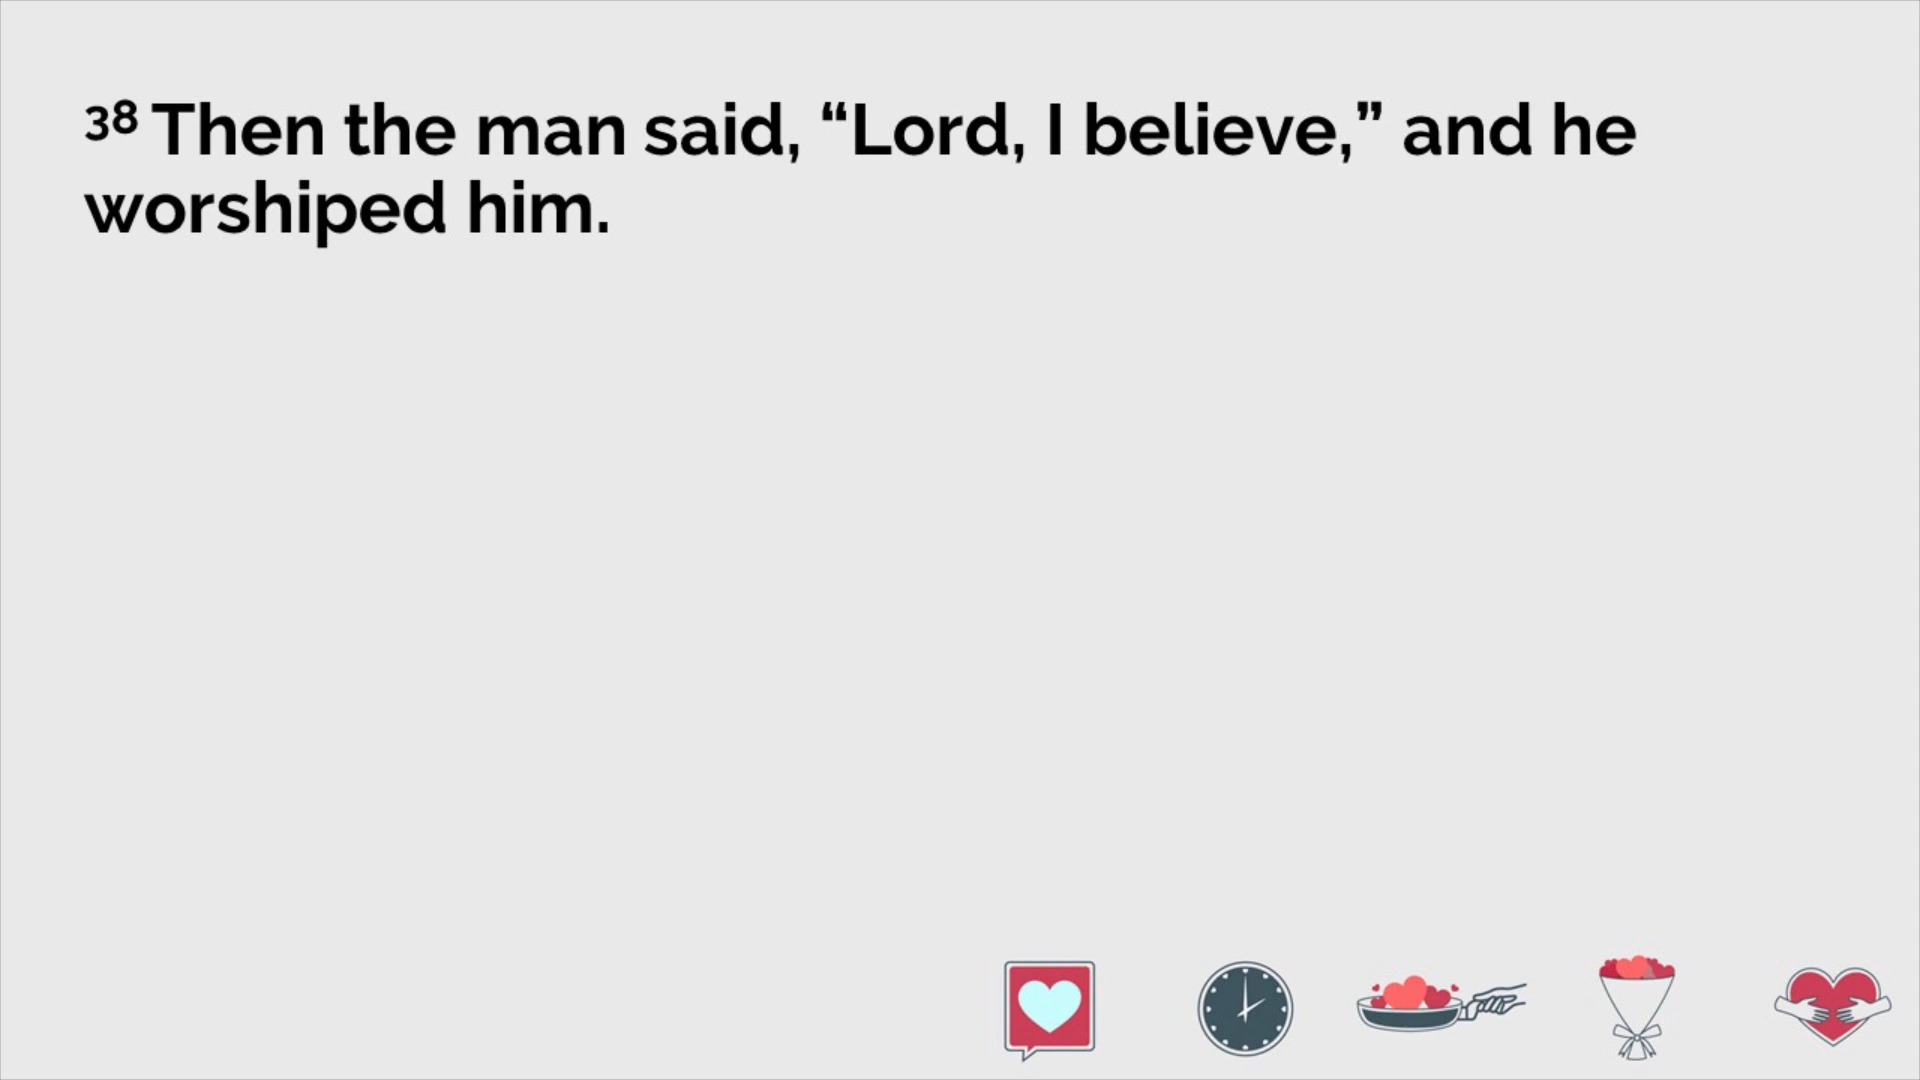 ³⁸ Then the man said, “Lord, I believe,” and he
worshiped him.